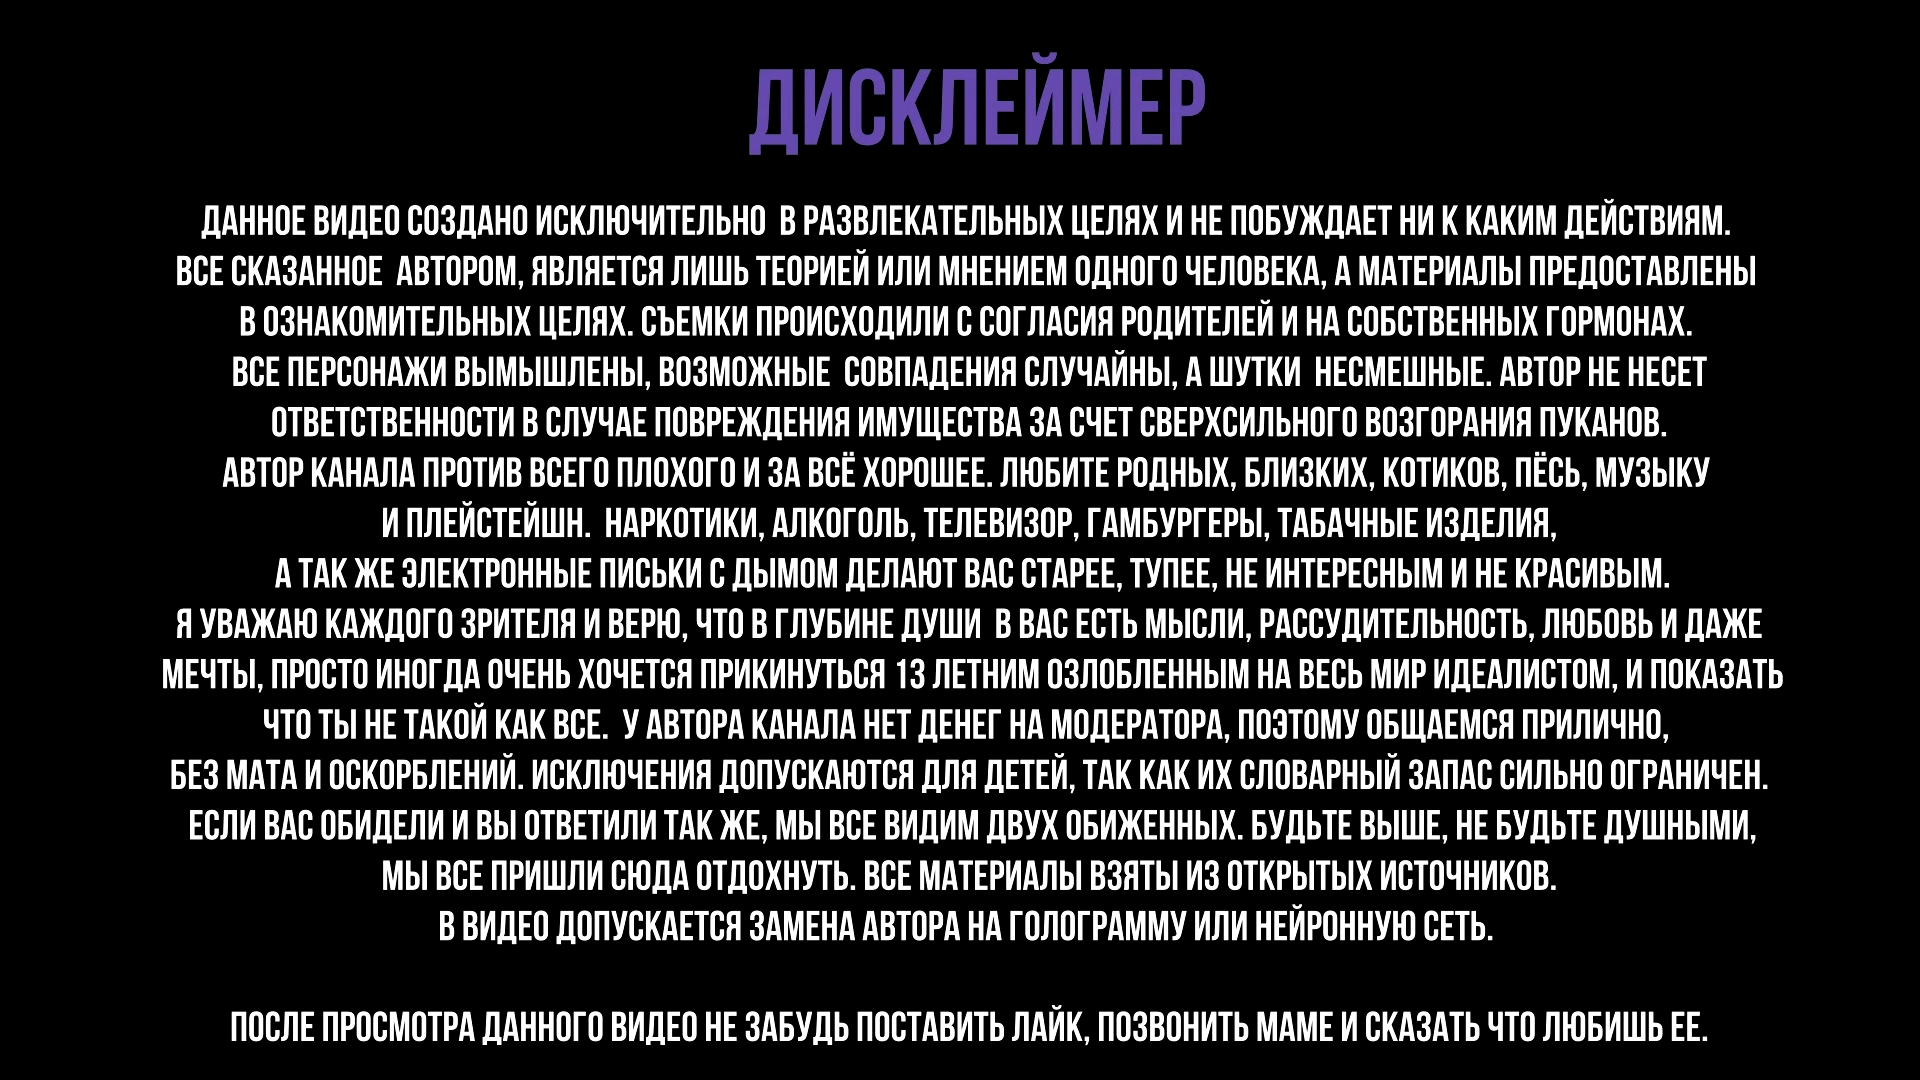 ДИСКЛЕЙМЕР
ДАННОЕ ВИДЕО СОЗДАНО ИСКЛЮЧИТЕЛЬНО В РАЗВЛЕКАТЕЛЬНЫХ ЦЕЛЯХ И НЕ ПОБУЖДАЕТ НИ К КАКИМ ДЕЙСТВИЯМ.
ВСЕ СКАЗАННОЕ АВТОРОМ, ЯВЛЯЕТСЯ ЛИШЬ ТЕОРИЕЙ ИЛИ МНЕНИЕМ ОДНОГО ЧЕЛОВЕКА, А МАТЕРИАЛЫ ПРЕДОСТАВЛЕНЫ
В ОЗНАКОМИТЕЛЬНЫХ ЦЕЛЯХ. СЪЕМКИ ПРОИСХОДИЛИ С СОГЛАСИЯ РОДИТЕЛЕЙ И НА СОБСТВЕННЫХ ГОРМОНАХ.
ВСЕ ПЕРСОНАЖИ ВЫМЫШЛЕНЫ, ВОЗМОЖНЫЕ СОВПАДЕНИЯ СЛУЧАЙНЫ, А ШУТКИ НЕСМЕШНЫЕ. АВТОР НЕ НЕСЕТ
ОТВЕТСТВЕННОСТИ В СЛУЧАЕ ПОВРЕЖДЕНИЯ ИМУЩЕСТВА ЗА СЧЕТ СВЕРХСИЛЬНОГО ВОЗГОРАНИЯ ПУКАНОВ.
АВТОР КАНАЛА ПРОТИВ ВСЕГО ПЛОХОГО И ЗА ВСЁ ХОРОШЕЕ. ЛЮБИТЕ РОДНЫХ, БЛИЗКИХ, КОТИКОВ, ПЁСЬ, МУЗЫКУ
И ПЛЕЙСТЕЙШН. НАРКОТИКИ, АЛКОГОЛЬ, ТЕЛЕВИЗОР, ГАМБУРГЕРЫ, ТАБАЧНЫЕ ИЗДЕЛИЯ,
А ТАК ЖЕ ЭЛЕКТРОННЫЕ ПИСЬКИ С ДЫМОМ ДЕЛАЮТ ВАС СТАРЕЕ, ТУПЕЕ, НЕ ИНТЕРЕСНЫМ И НЕ КРАСИВЫМ.
Я УВАЖАЮ КАЖДОГО ЗРИТЕЛЯ И ВЕРЮ, ЧТО В ГЛУБИНЕ ДУШИ В ВАС ЕСТЬ МЫСЛИ, РАССУДИТЕЛЬНОСТЬ, ЛЮБОВЬ И ДАЖЕ
МЕЧТЫ, ПРОСТО ИНОГДА ОЧЕНЬ ХОЧЕТСЯ ПРИКИНУТЬСЯ 13 ЛЕТНИМ ОЗЛОБЛЕННЫМ НА ВЕСЬ МИР ИДЕАЛИСТОМ, И ПОКАЗАТЬ
ЧТО ТЫ НЕ ТАКОЙ КАК ВСЕ. У АВТОРА КАНАЛА НЕТ ДЕНЕГ НА МОДЕРАТОРА, ПОЭТОМУ ОБЩАЕМСЯ ПРИЛИЧНО,
БЕЗ МАТА И ОСКОРБЛЕНИЙ. ИСКЛЮЧЕНИЯ ДОПУСКАЮТСЯ ДЛЯ ДЕТЕЙ, ТАК КАК ИХ СЛОВАРНЫЙ ЗАПАС СИЛЬНО ОГРАНИЧЕН.
ЕСЛИ ВАС ОБИДЕЛИ И ВЫ ОТВЕТИЛИ ТАК ЖЕ, МЫ ВСЕ ВИДИМ ДВУХ ОБИЖЕННЫХ. БУДЬТЕ ВЫШЕ, НЕ БУДЬТЕ ДУШНЫМИ,
МЫ ВСЕ ПРИШЛИ СЮДА ОТДОХНУТЬ. ВСЕ МАТЕРИАЛЫ ВЗЯТЫ ИЗ ОТКРЫТЫХ ИСТОЧНИКОВ.
В ВИДЕО ДОПУСКАЕТСЯ ЗАМЕНА АВТОРА НА ГОЛОГРАММУ ИЛИ НЕЙРОННУЮ СЕТЬ.
ПОСЛЕ ПРОСМОТРА ДАННОГО ВИДЕО НЕ ЗАБУДЬ ПОСТАВИТЬ ЛАЙК, ПОЗВОНИТЬ МАМЕ И СКАЗАТЬ ЧТО ЛЮБИШЬ ЕЕ.